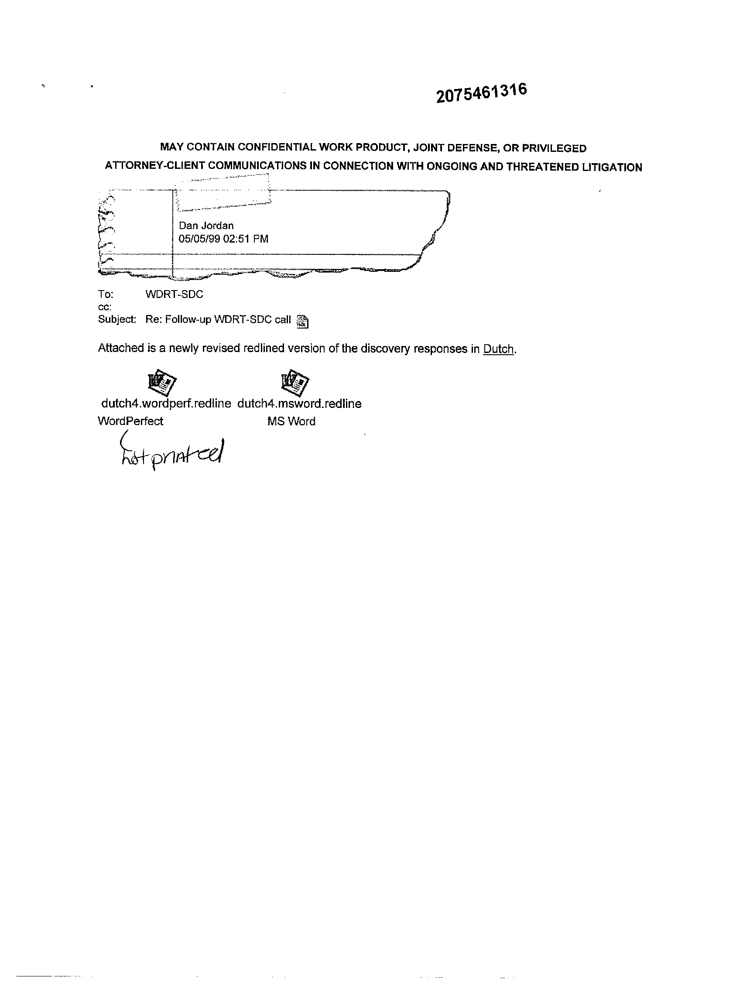 2075461316
MAY CONTAIN CONFIDENTIAL WORK PRODUCT, JOINT DEFENSE, OR PRIVILEGED
ATTORNEY-CLIENT COMMUNICATIONS IN CONNECTION WITH ONGOING AND THREATENED LITIGATION
Dan Jordan
05/05/99 02:51 PM
To: WDRT-SDC
cc:
Subject: Re: Follow-up WDRT-SDC call
Attached is a newly revised redlined version of the discovery responses in Dutch.
dutch4.wordperf.redline dutch4.msword.redline
WordPerfect MS Word
printed